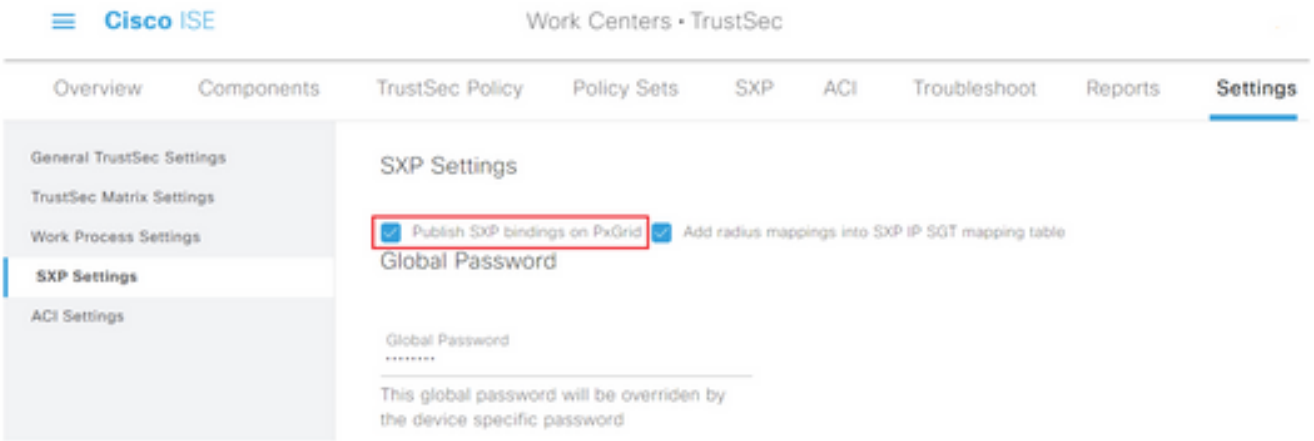 Cisco ISE
Work Centers • TrustSec
Overview Components TrustSec Policy Policy Sets SXP ACI Troubleshoot Reports Settings
General TrustSec Settings
TrustSec Matrix Settings
Work Process Settings
SXP Settings
ACI Settings
SXP Settings
Publish SXP bindings on PxGrid Add radius mappings into SXP IP SGT mapping table
Global Password
Global Password
••••••••
This global password will be overriden by
the device specific password